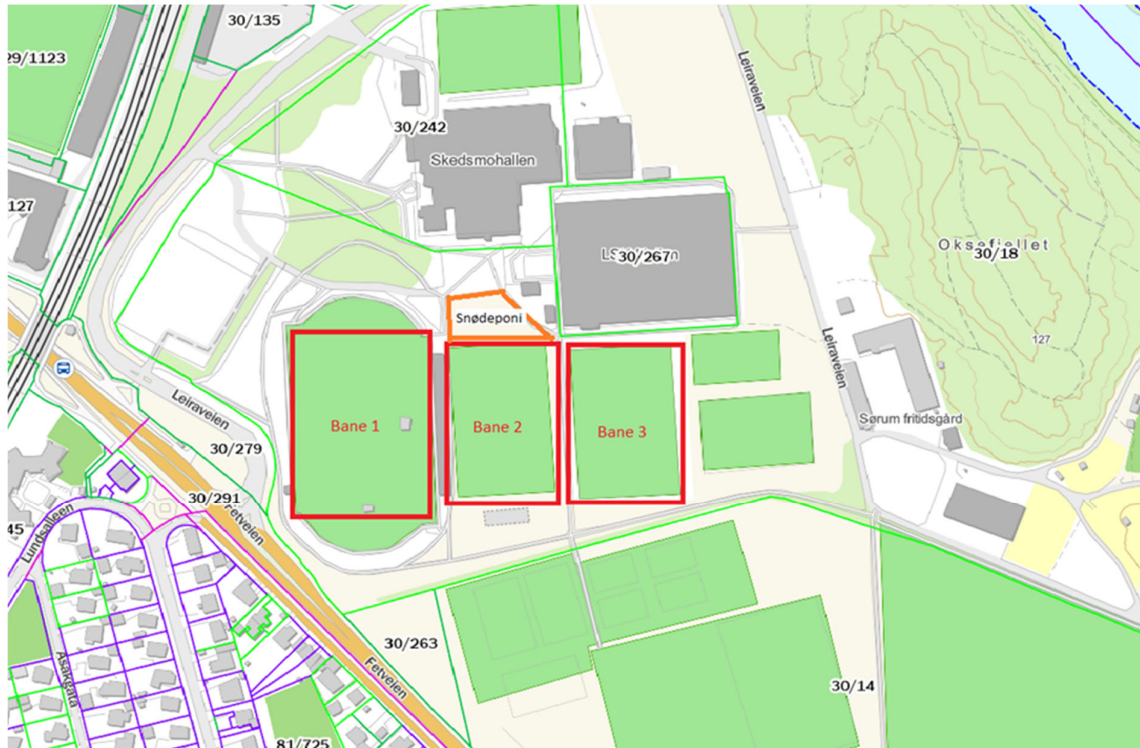 30/135
29/1123
30/242
Leiraveien
Skedsmohallen
127
Oksefjellet
30/18
30/267
Snødeponi
127
Leiraveien
Leiraveien
Sørum fritidsgård
Bane 1
Bane 2
Bane 3
30/279
30/291
45
Lundsalleen
Fetveien
Åsakgata
30/263
Fetveien
30/14
81/725